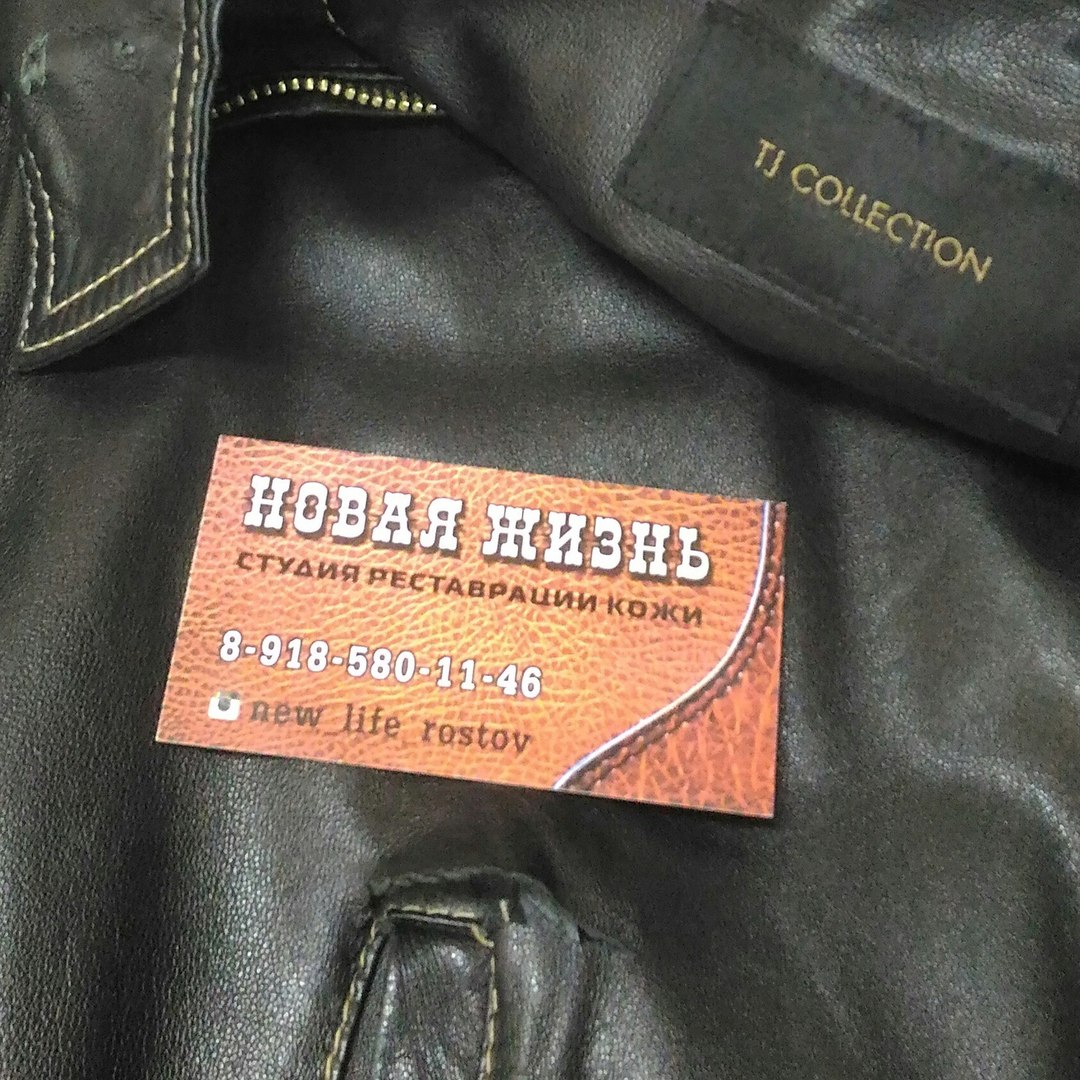 TJ COLLECTION
НОВАЯ ЖИЗНЬ
СТУДИЯ РЕСТАВРАЦИИ КОЖИ
8-918-580-11-46
new_life_rostov